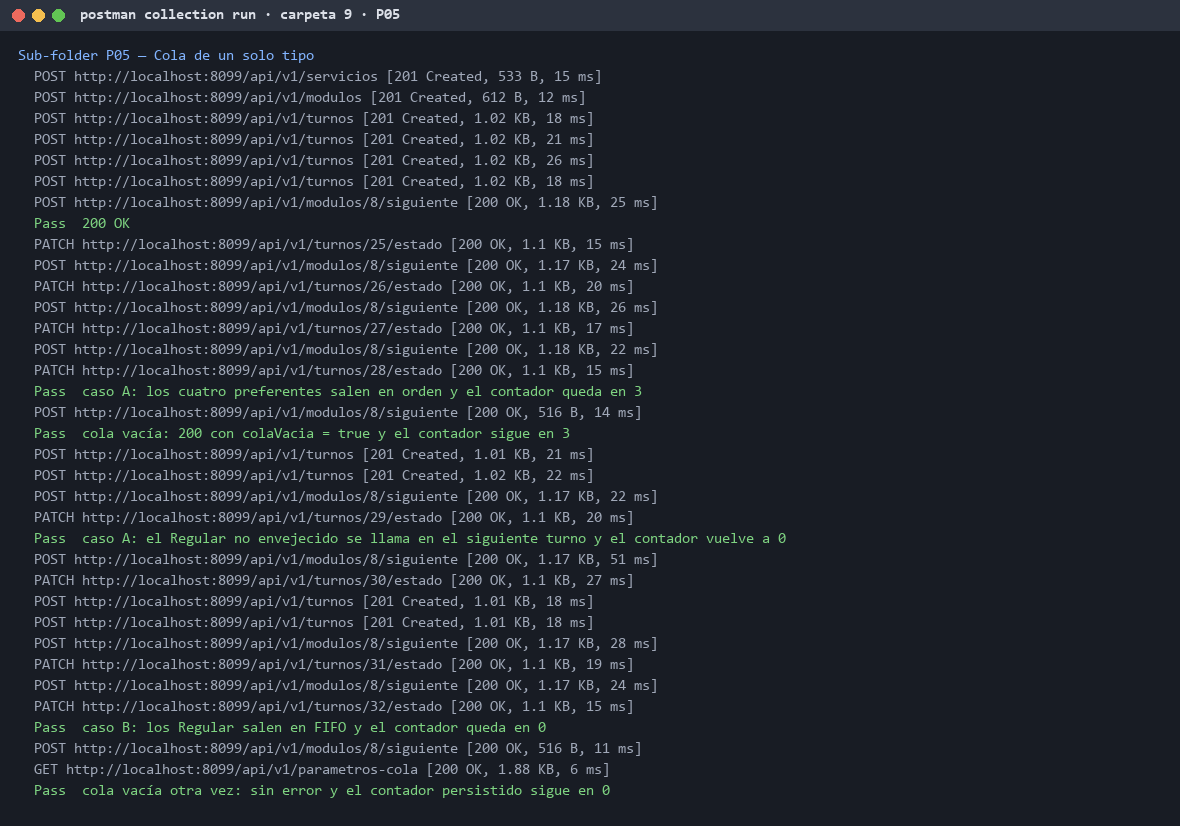 postman collection run · carpeta 9 · P05
Sub-folder P05 — Cola de un solo tipo
POST http://localhost:8099/api/v1/servicios [201 Created, 533 B, 15 ms]
POST http://localhost:8099/api/v1/modulos [201 Created, 612 B, 12 ms]
POST http://localhost:8099/api/v1/turnos [201 Created, 1.02 KB, 18 ms]
POST http://localhost:8099/api/v1/turnos [201 Created, 1.02 KB, 21 ms]
POST http://localhost:8099/api/v1/turnos [201 Created, 1.02 KB, 26 ms]
POST http://localhost:8099/api/v1/turnos [201 Created, 1.02 KB, 18 ms]
POST http://localhost:8099/api/v1/modulos/8/siguiente [200 OK, 1.18 KB, 25 ms]
Pass  200 OK
PATCH http://localhost:8099/api/v1/turnos/25/estado [200 OK, 1.1 KB, 15 ms]
POST http://localhost:8099/api/v1/modulos/8/siguiente [200 OK, 1.17 KB, 24 ms]
PATCH http://localhost:8099/api/v1/turnos/26/estado [200 OK, 1.1 KB, 20 ms]
POST http://localhost:8099/api/v1/modulos/8/siguiente [200 OK, 1.18 KB, 26 ms]
PATCH http://localhost:8099/api/v1/turnos/27/estado [200 OK, 1.1 KB, 17 ms]
POST http://localhost:8099/api/v1/modulos/8/siguiente [200 OK, 1.18 KB, 22 ms]
PATCH http://localhost:8099/api/v1/turnos/28/estado [200 OK, 1.1 KB, 15 ms]
Pass  caso A: los cuatro preferentes salen en orden y el contador queda en 3
POST http://localhost:8099/api/v1/modulos/8/siguiente [200 OK, 516 B, 14 ms]
Pass  cola vacía: 200 con colaVacia = true y el contador sigue en 3
POST http://localhost:8099/api/v1/turnos [201 Created, 1.01 KB, 21 ms]
POST http://localhost:8099/api/v1/turnos [201 Created, 1.02 KB, 22 ms]
POST http://localhost:8099/api/v1/modulos/8/siguiente [200 OK, 1.17 KB, 22 ms]
PATCH http://localhost:8099/api/v1/turnos/29/estado [200 OK, 1.1 KB, 20 ms]
Pass  caso A: el Regular no envejecido se llama en el siguiente turno y el contador vuelve a 0
POST http://localhost:8099/api/v1/modulos/8/siguiente [200 OK, 1.17 KB, 51 ms]
PATCH http://localhost:8099/api/v1/turnos/30/estado [200 OK, 1.1 KB, 27 ms]
POST http://localhost:8099/api/v1/turnos [201 Created, 1.01 KB, 18 ms]
POST http://localhost:8099/api/v1/turnos [201 Created, 1.01 KB, 18 ms]
POST http://localhost:8099/api/v1/modulos/8/siguiente [200 OK, 1.17 KB, 28 ms]
PATCH http://localhost:8099/api/v1/turnos/31/estado [200 OK, 1.1 KB, 19 ms]
POST http://localhost:8099/api/v1/modulos/8/siguiente [200 OK, 1.17 KB, 24 ms]
PATCH http://localhost:8099/api/v1/turnos/32/estado [200 OK, 1.1 KB, 15 ms]
Pass  caso B: los Regular salen en FIFO y el contador queda en 0
POST http://localhost:8099/api/v1/modulos/8/siguiente [200 OK, 516 B, 11 ms]
GET http://localhost:8099/api/v1/parametros-cola [200 OK, 1.88 KB, 6 ms]
Pass  cola vacía otra vez: sin error y el contador persistido sigue en 0